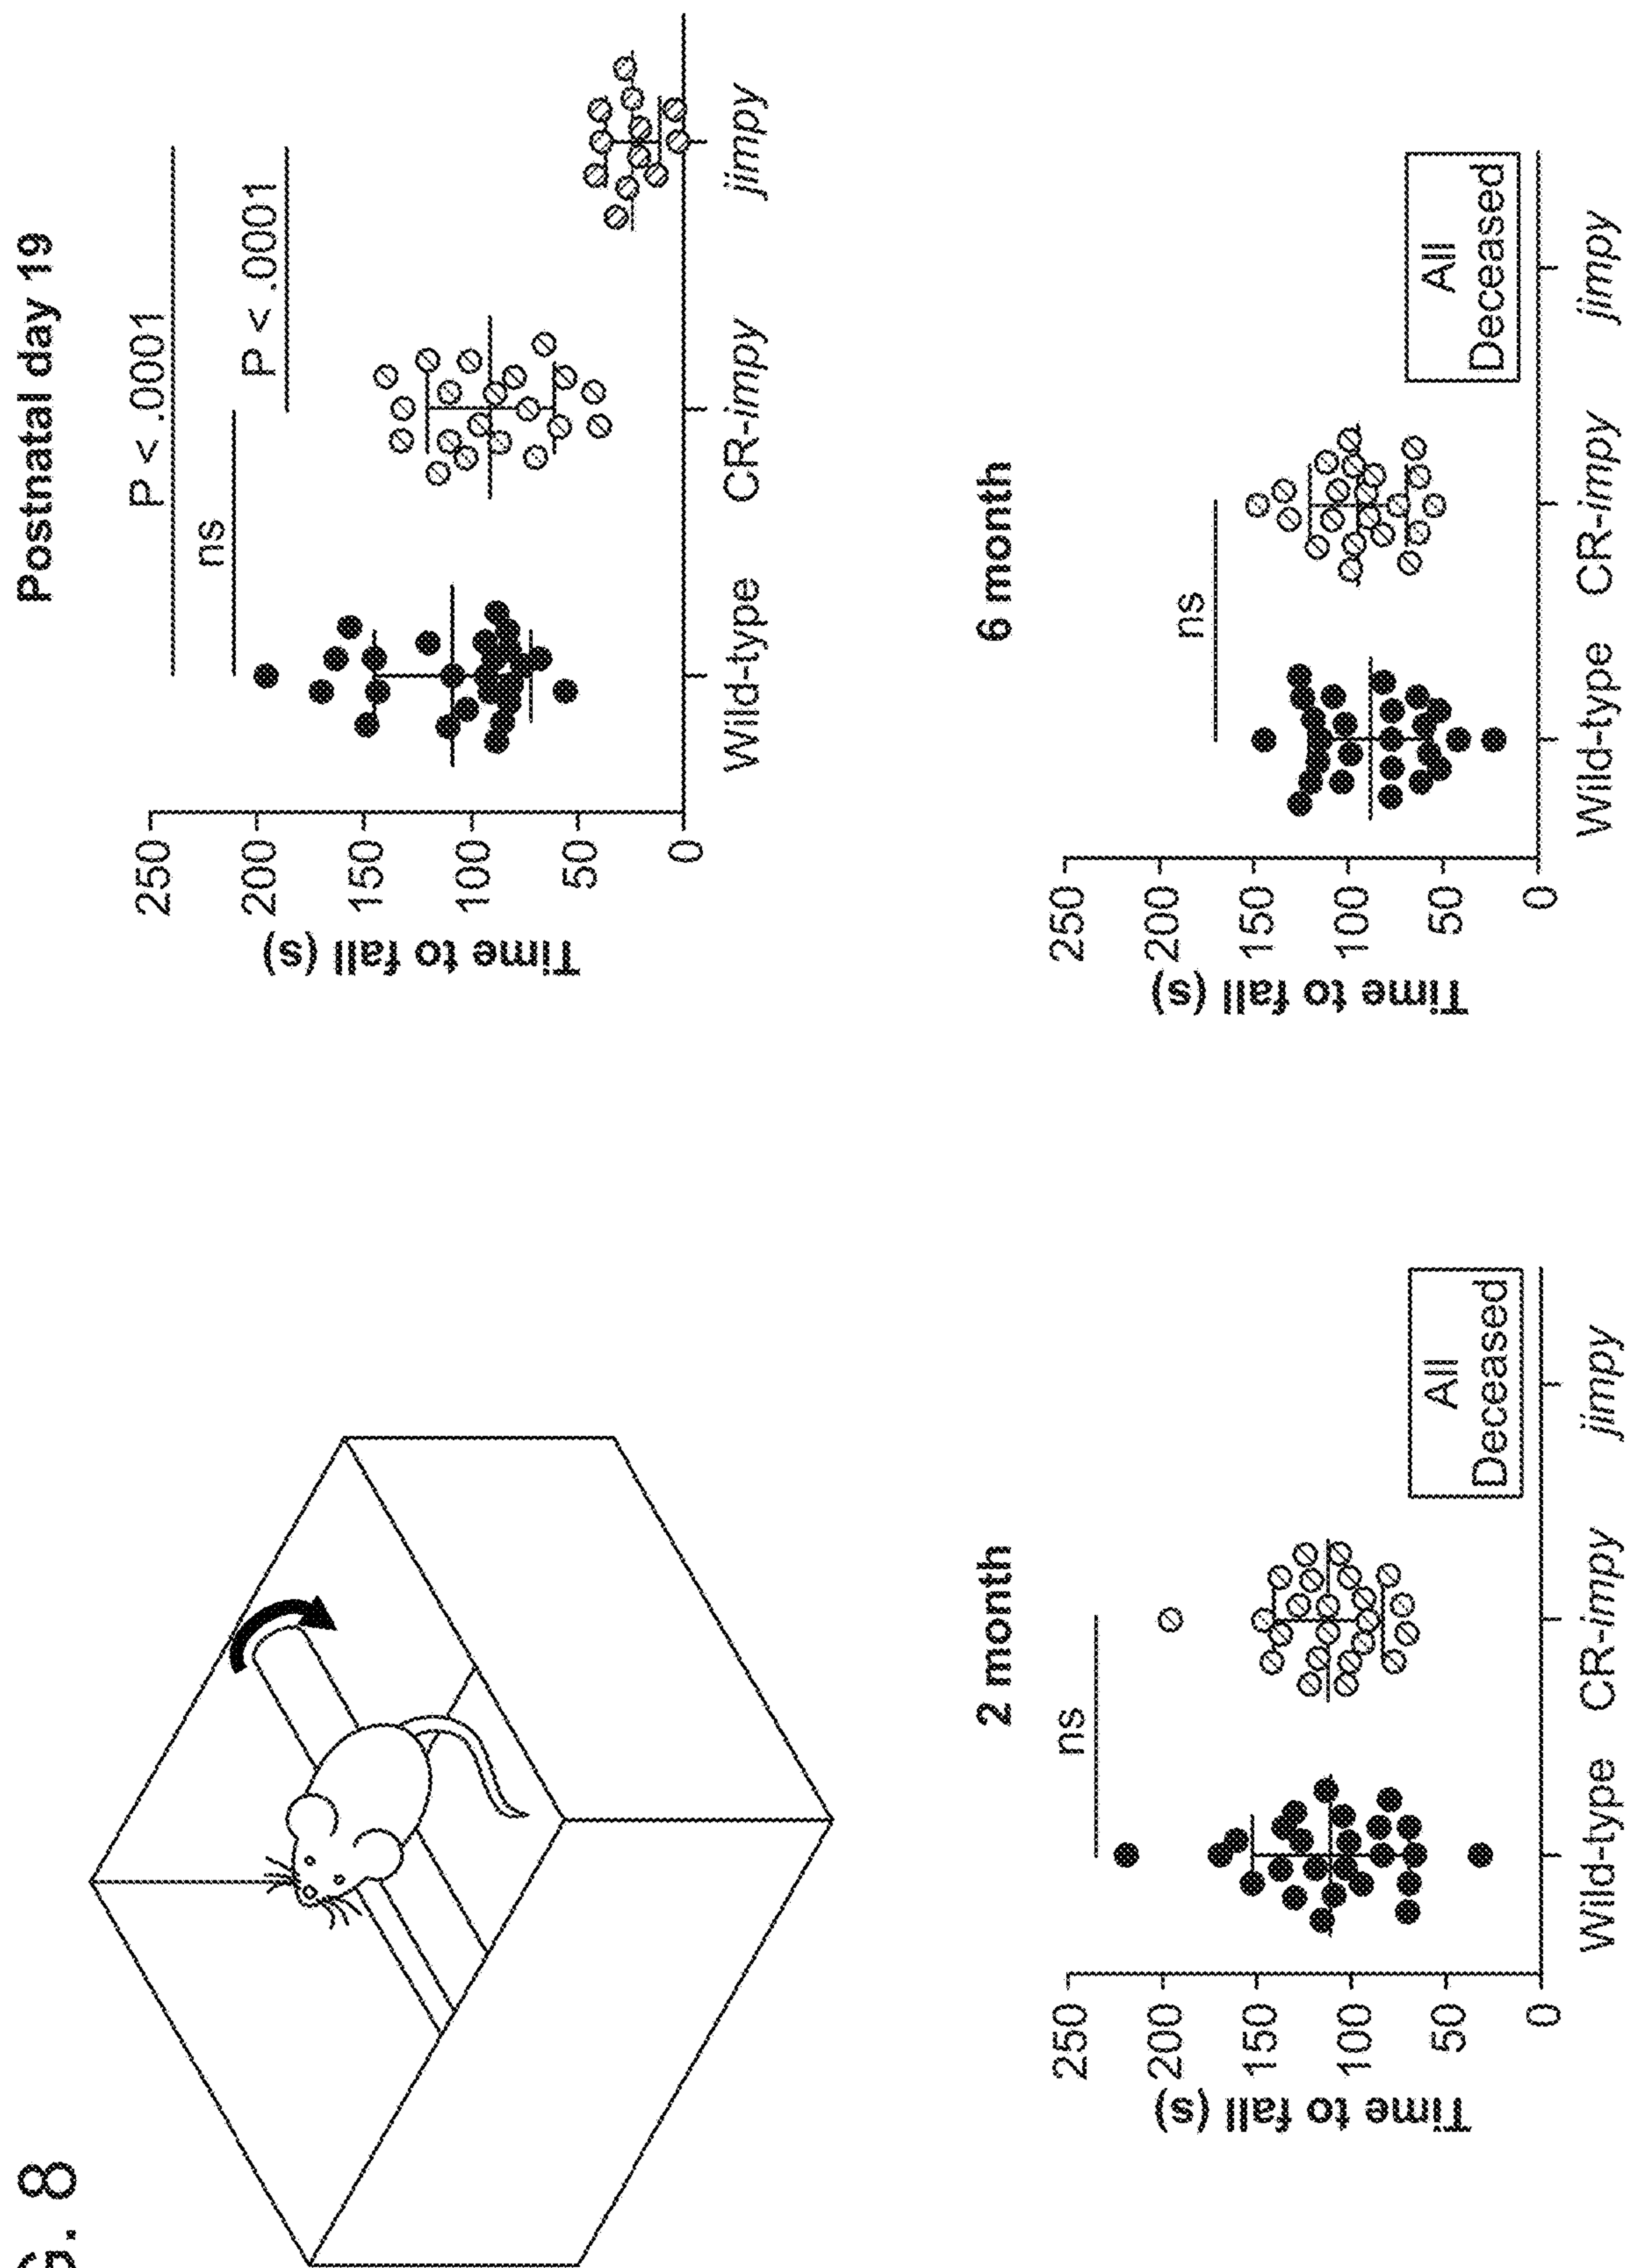 G. 8
Postnatal day 19
P < .0001
ns
P < .0001
250
200
150
100
50
0
Time to fall (s)
Wild-type
CR-impy
jimpy
2 month
ns
250
200
150
100
50
0
Time to fall (s)
All
Deceased
Wild-type
CR-impy
jimpy
6 month
ns
250
200
150
100
50
0
Time to fall (s)
All
Deceased
Wild-type
CR-impy
jimpy